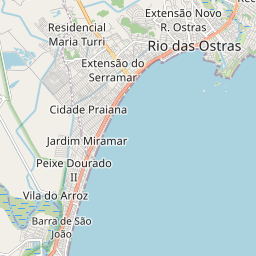 Extensão Novo
R. Ostras
Residencial
Maria Turri
Rio das Ostras
Extensão do
Serramar
Cidade Praiana
Jardim Miramar
Peixe Dourado
II
Vila do Arroz
Barra de São
João